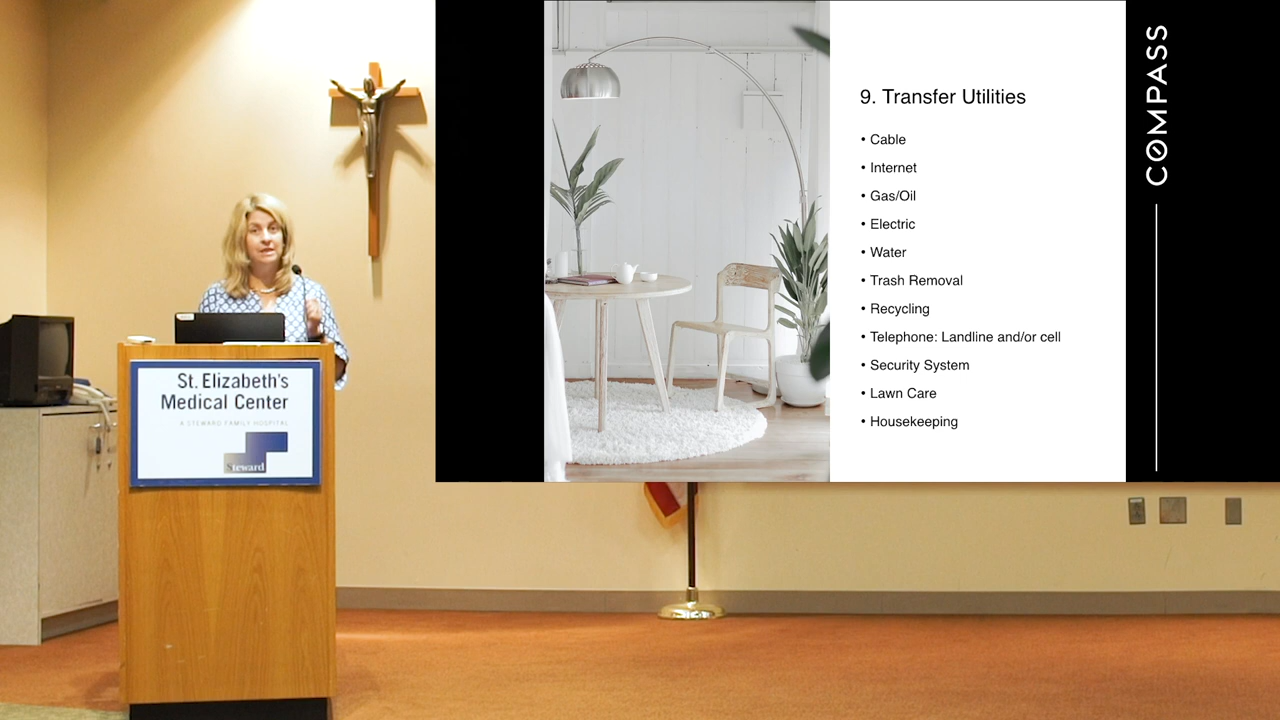 9. Transfer Utilities
• Cable
• Internet
• Gas/Oil
• Electric
• Water
• Trash Removal
• Recycling
• Telephone: Landline and/or cell
• Security System
• Lawn Care
• Housekeeping
COMPASS
St. Elizabeth's
Medical Center
A STEWARD FAMILY HOSPITAL
Steward